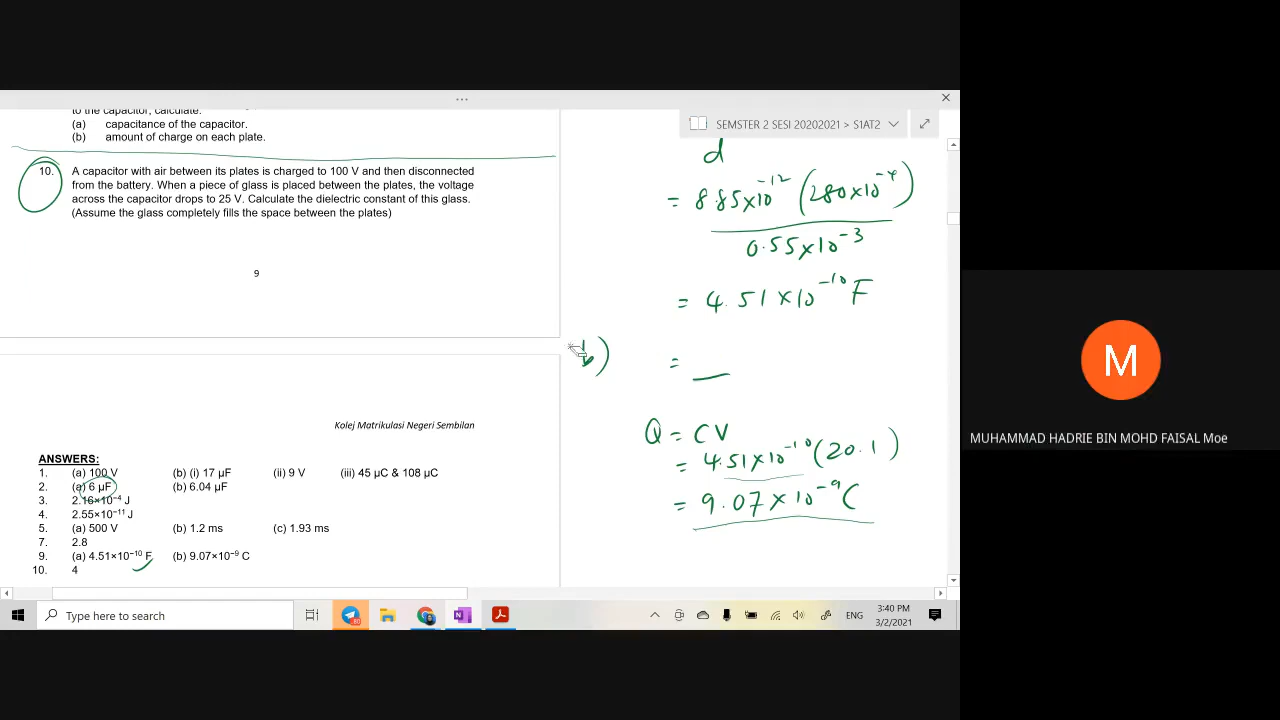 to the capacitor, calculate.
(a) capacitance of the capacitor.
(b) amount of charge on each plate.
10. A capacitor with air between its plates is charged to 100 V and then disconnected
from the battery. When a piece of glass is placed between the plates, the voltage
across the capacitor drops to 25 V. Calculate the dielectric constant of this glass.
(Assume the glass completely fills the space between the plates)
9
Kolej Matrikulasi Negeri Sembilan
ANSWERS:
1. (a) 100 V (b) (i) 17 µF (ii) 9 V (iii) 45 µC & 108 µC
2. (a) 6 µF (b) 6.04 µF
3. 2.16×10⁻⁴ J
4. 2.55×10⁻¹¹ J
5. (a) 500 V (b) 1.2 ms (c) 1.93 ms
7. 2.8
9. (a) 4.51×10⁻¹⁰ F (b) 9.07×10⁻⁹ C
10. 4
SEMSTER 2 SESI 20202021 > S1AT2
d
= 8.85×10⁻¹² (280×10⁻⁴)
0.55×10⁻³
= 4.51×10⁻¹⁰ F
b) =
Q = CV
= 4.51×10⁻¹⁰ (20.1)
= 9.07×10⁻⁹ C
Type here to search
ENG
3:40 PM
3/2/2021
M
MUHAMMAD HADRIE BIN MOHD FAISAL Moe